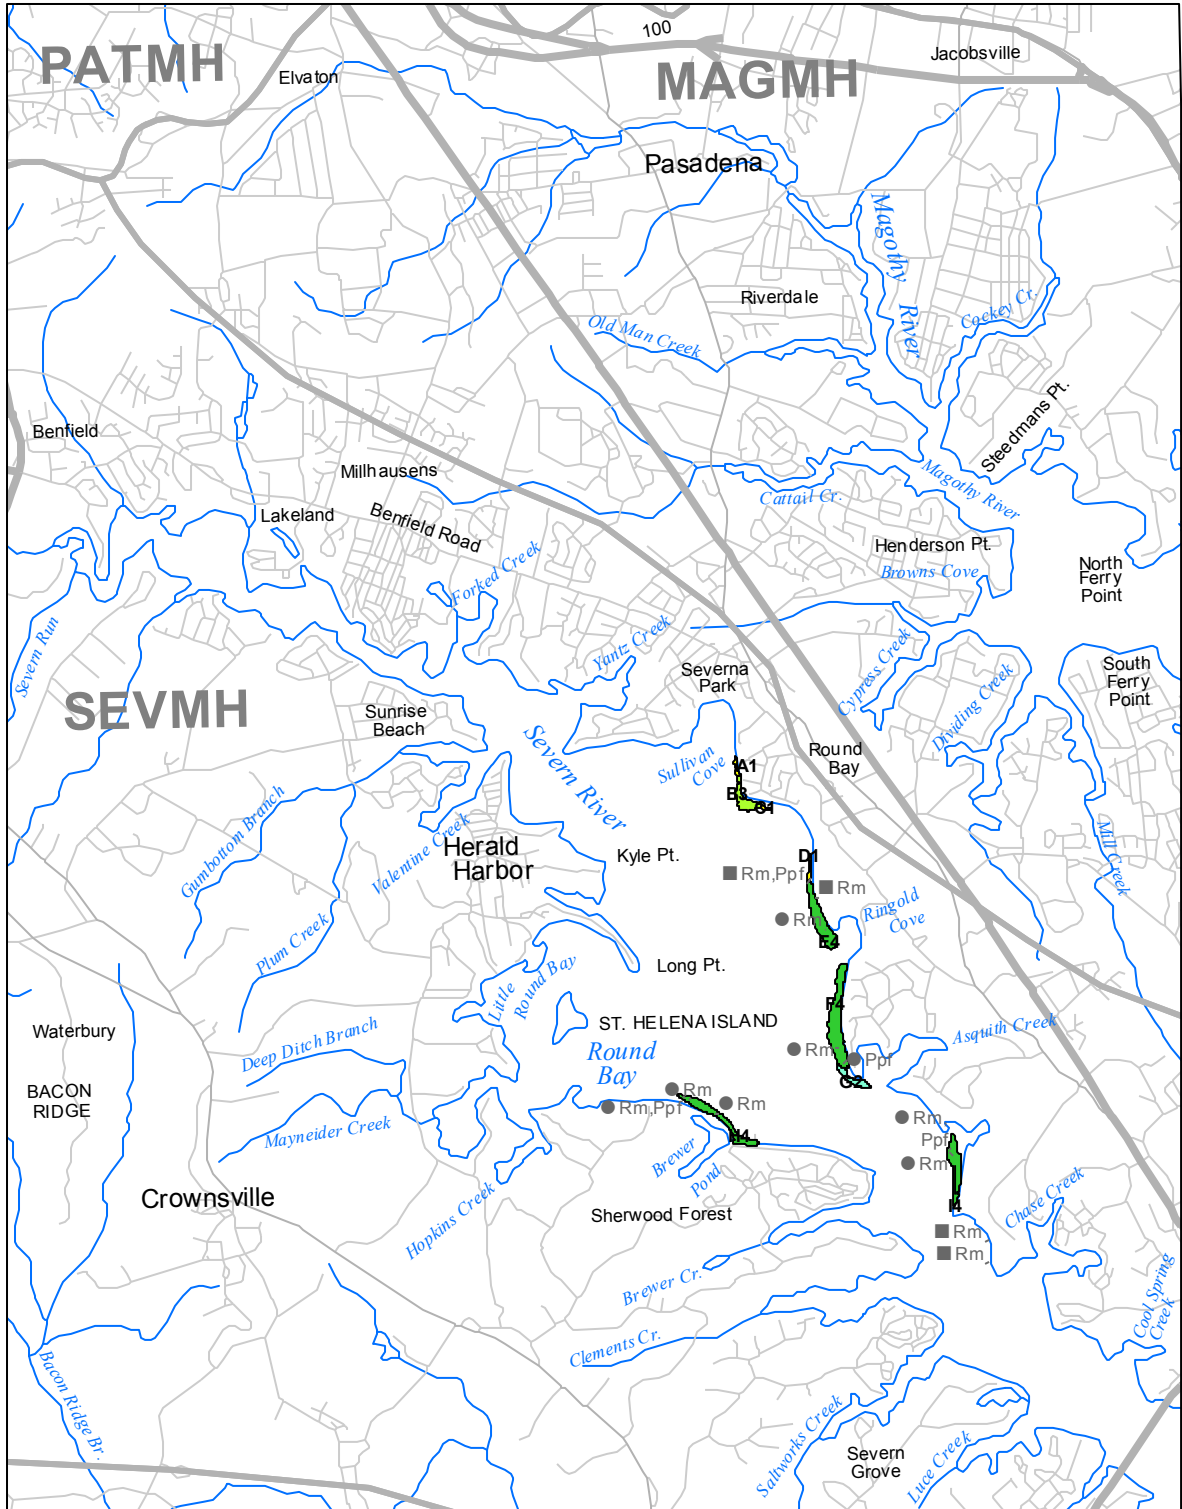 100
Jacobsville
PATMH
Elvaton
MAGMH
Pasadena
Magothy River
Riverdale
Cockey Cr.
Old Man Creek
Steedmans Pt.
Benfield
Millhausens
Magothy River
Cattail Cr.
Lakeland
Benfield Road
Henderson Pt.
Forked Creek
Browns Cove
North
Ferry
Point
Severn Run
Yantz Creek
Severna
Park
Cypress Creek
South
Ferry
Point
SEVMH
Sunrise
Beach
Dividing Creek
Severn River
Sullivan
Cove
Round
Bay
A1
B3
C1
Gumbottom Branch
Valentine Creek
Herald
Harbor
Kyle Pt.
D1
Mill Creek
Rm,Ppf
Rm
Ringold
Cove
Rm
E4
Plum Creek
Little
Round Bay
Long Pt.
F4
Waterbury
ST. HELENA ISLAND
Asquith Creek
Deep Ditch Branch
Round
Bay
Rm
Ppf
G2
BACON
RIDGE
Rm
Rm,Ppf
Rm
Rm
Mayneider Creek
H4
Ppf
Brewer
Pond
Rm
Crownsville
Hopkins Creek
Sherwood Forest
I4
Chase Creek
Rm
Rm
Brewer Cr.
Cool Spring
Creek
Clements Cr.
Bacon Ridge Br.
Saltworks Creek
Severn
Grove
Luce Creek